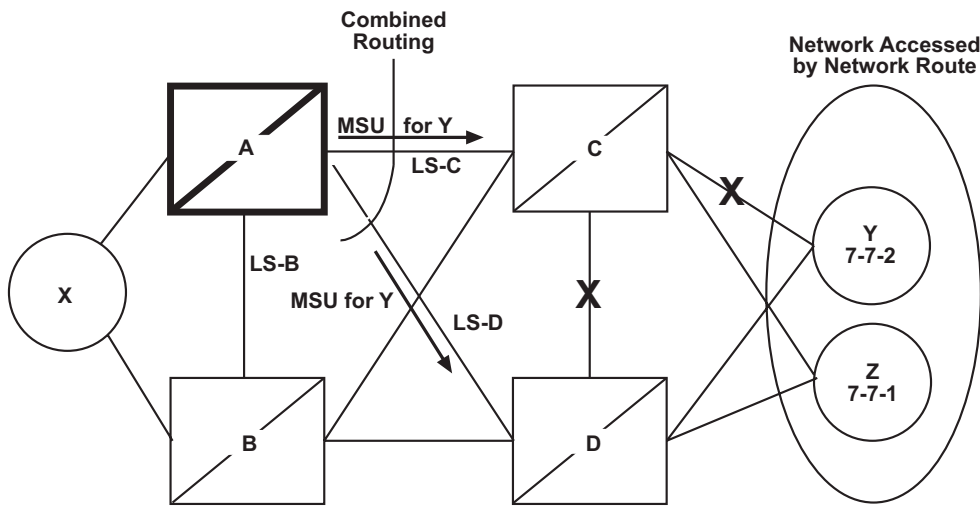 Combined
Routing
Network Accessed
by Network Route
MSU for Y
A
C
LS-C
X
Y
7-7-2
LS-B
X
MSU for Y
X
LS-D
Z
7-7-1
B
D